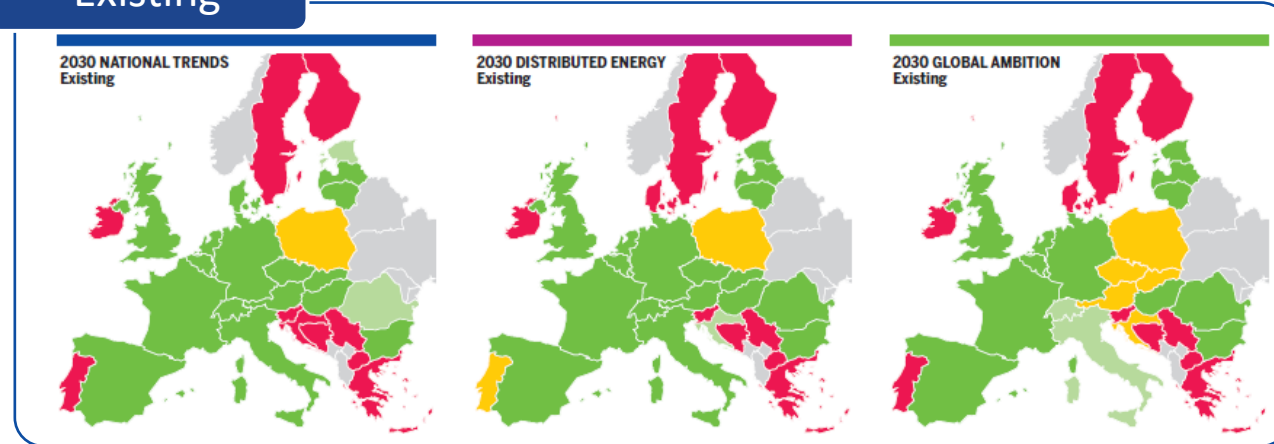 Existing
2030 NATIONAL TRENDS
Existing
2030 DISTRIBUTED ENERGY
Existing
2030 GLOBAL AMBITION
Existing